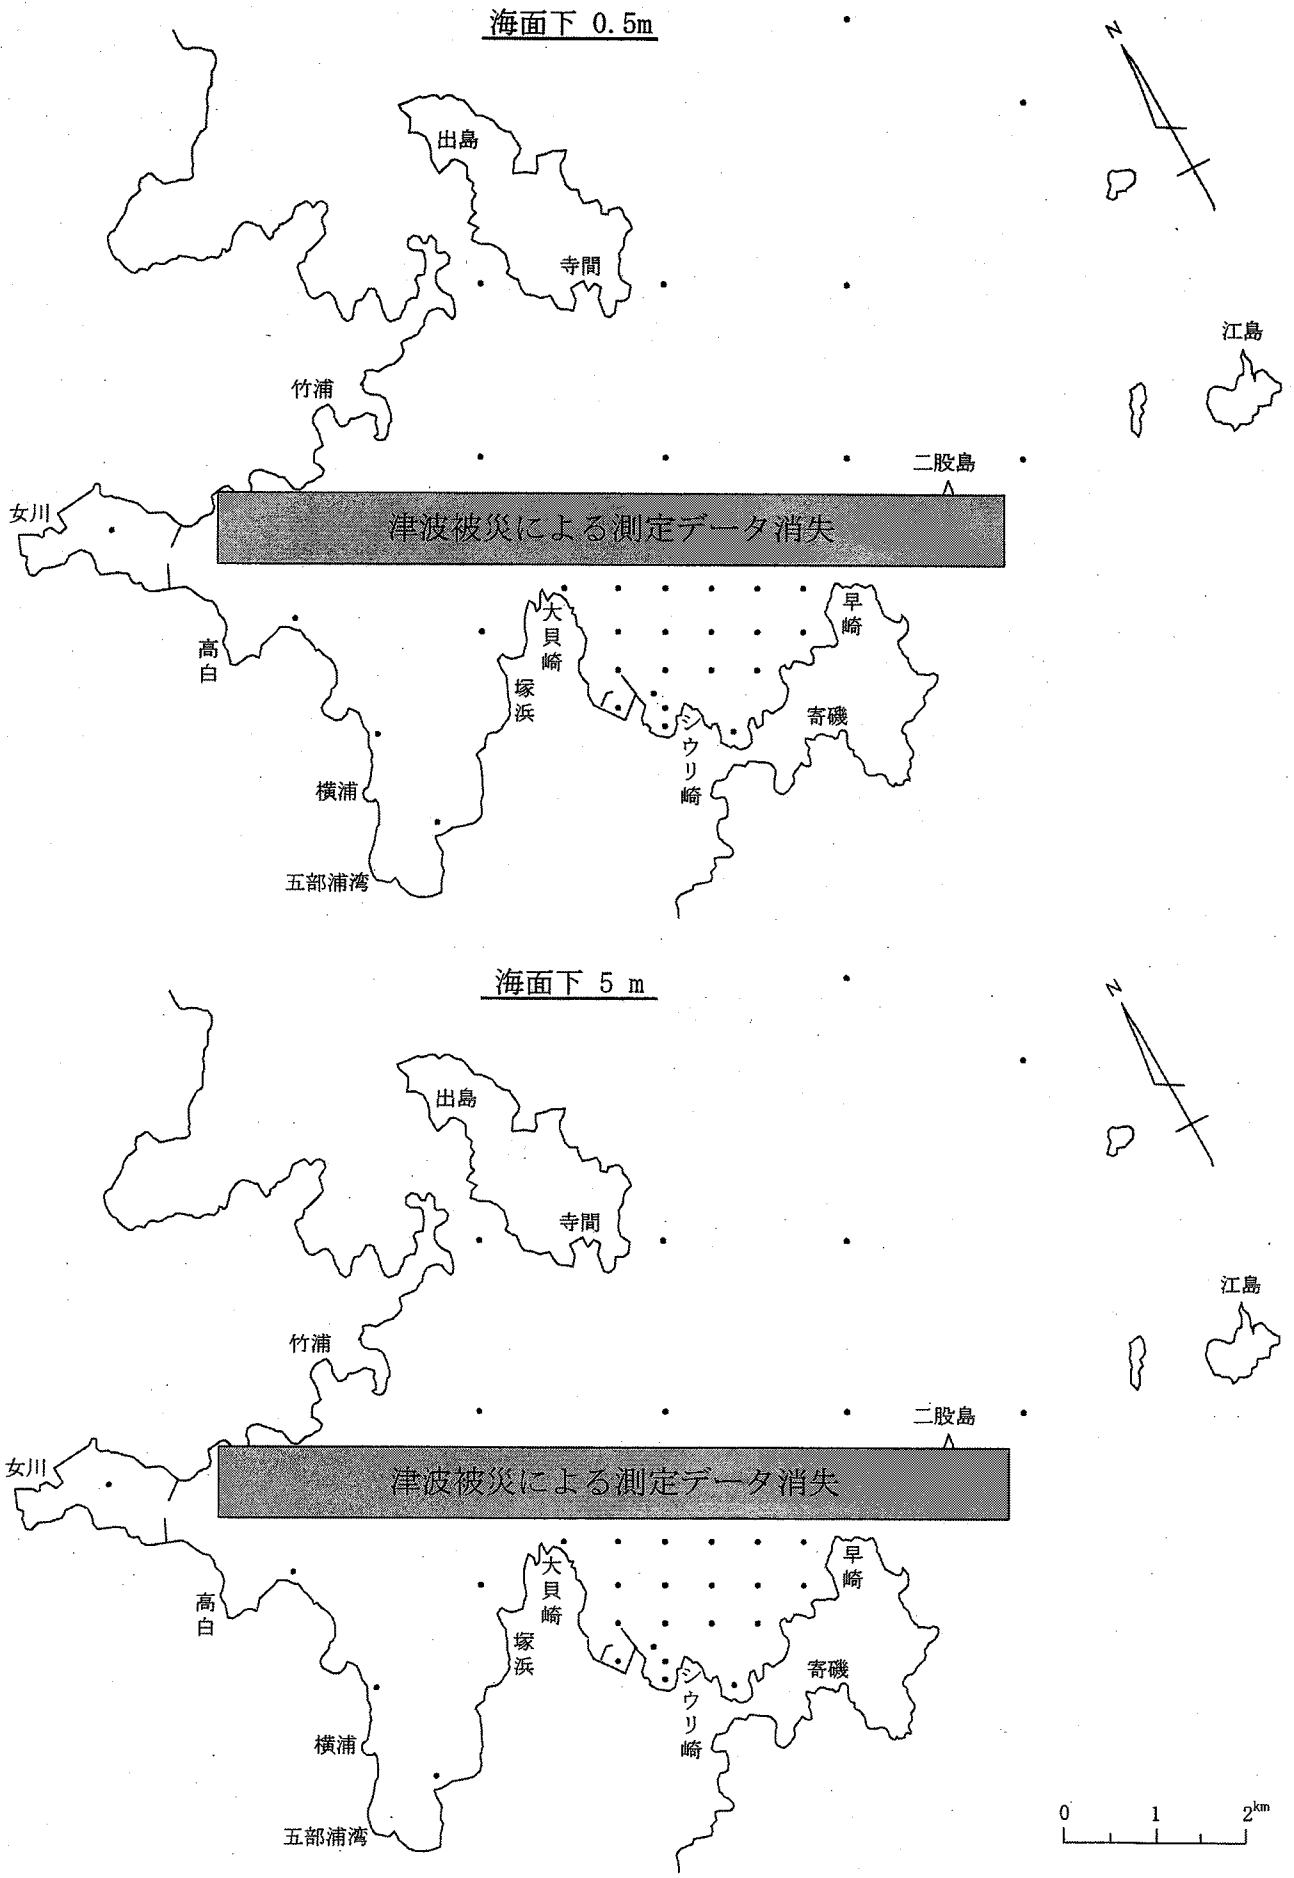 海面下 0.5m
N
出島
寺間
江島
竹浦
二股島
女川
津波被災による測定データ消失
大貝崎
早崎
高白
塚浜
シウリ崎
寄磯
横浦
五部浦湾
海面下 5 m
N
出島
寺間
江島
竹浦
二股島
女川
津波被災による測定データ消失
大貝崎
早崎
高白
塚浜
シウリ崎
寄磯
横浦
五部浦湾
0 1 2km